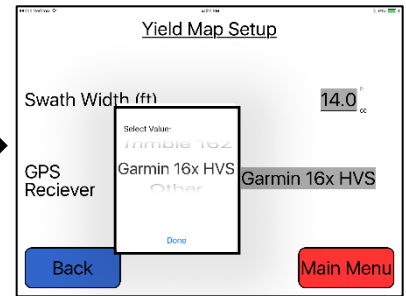 Yield Map Setup
Swath Width (ft)
14.0
Select Value:
Trimble 162
Garmin 16x HVS
Other
Done
GPS
Reciever
Garmin 16x HVS
Back
Main Menu